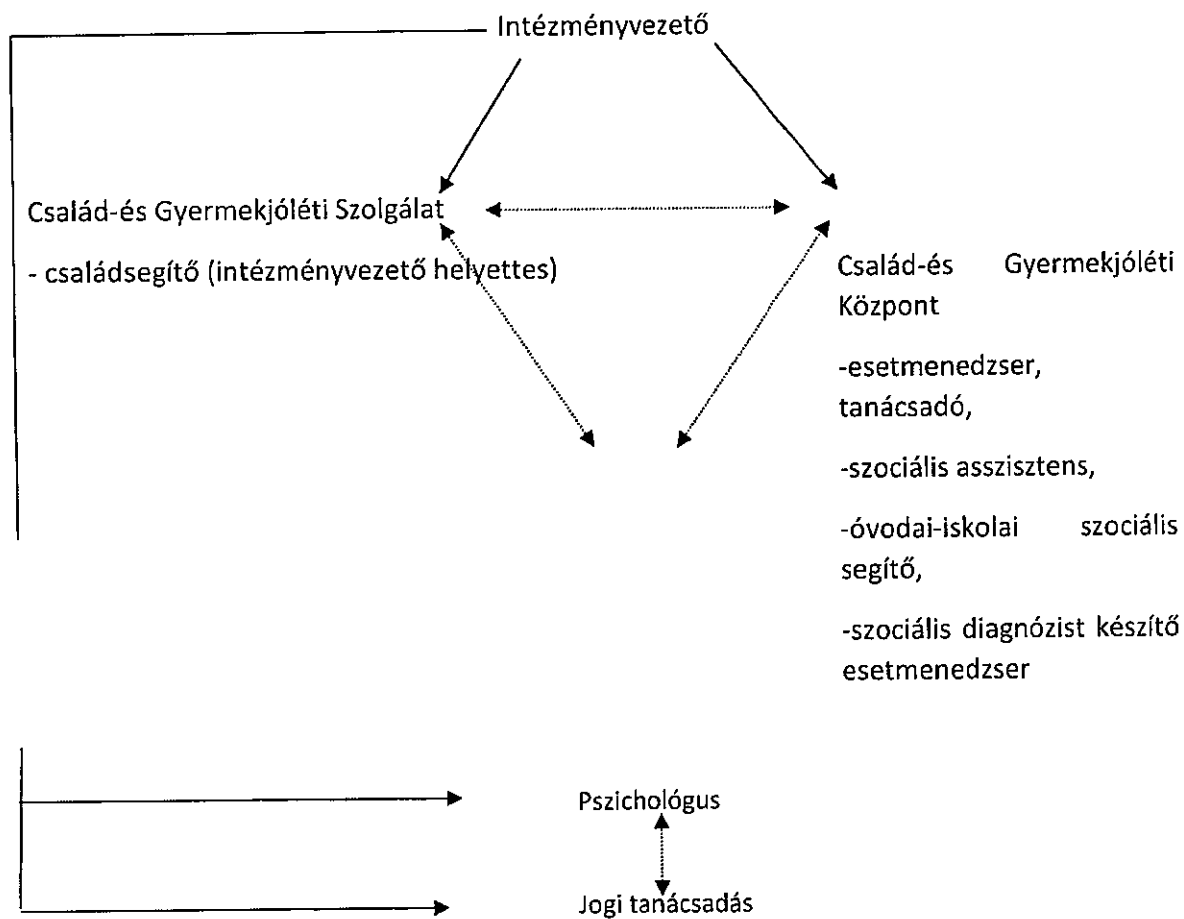 Intézményvezető
Család-és Gyermekjóléti Szolgálat
- családsegítő (intézményvezető helyettes)
Család-és Gyermekjóléti
Központ
-esetmenedzser,
tanácsadó,
-szociális asszisztens,
-óvodai-iskolai szociális
segítő,
-szociális diagnózist készítő
esetmenedzser
Pszichológus
Jogi tanácsadás